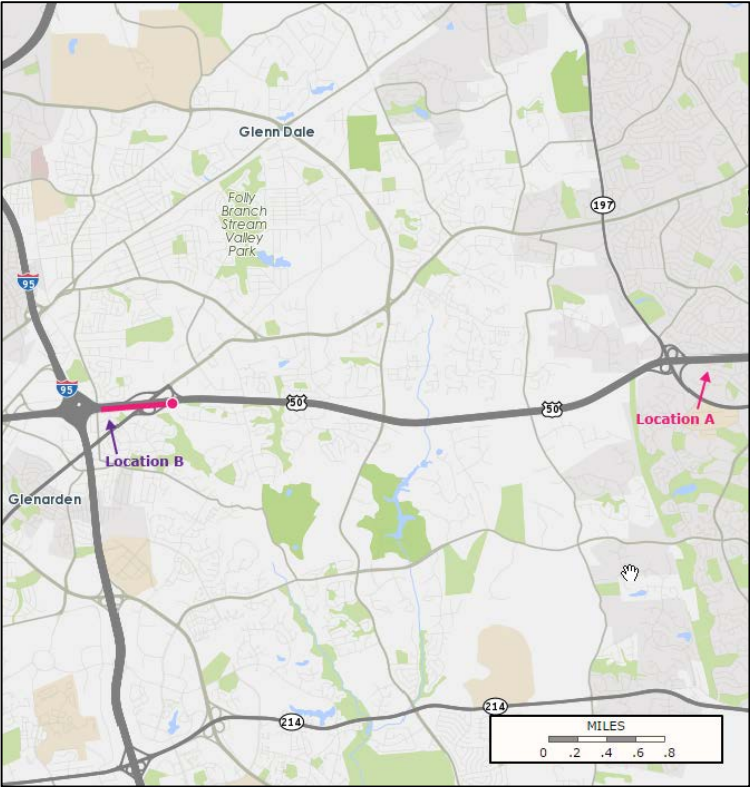 Glenn Dale
Folly
Branch
Stream
Valley
Park
197
95
95
50
50
Location A
Location B
Glenarden
214
214
MILES
0 .2 .4 .6 .8